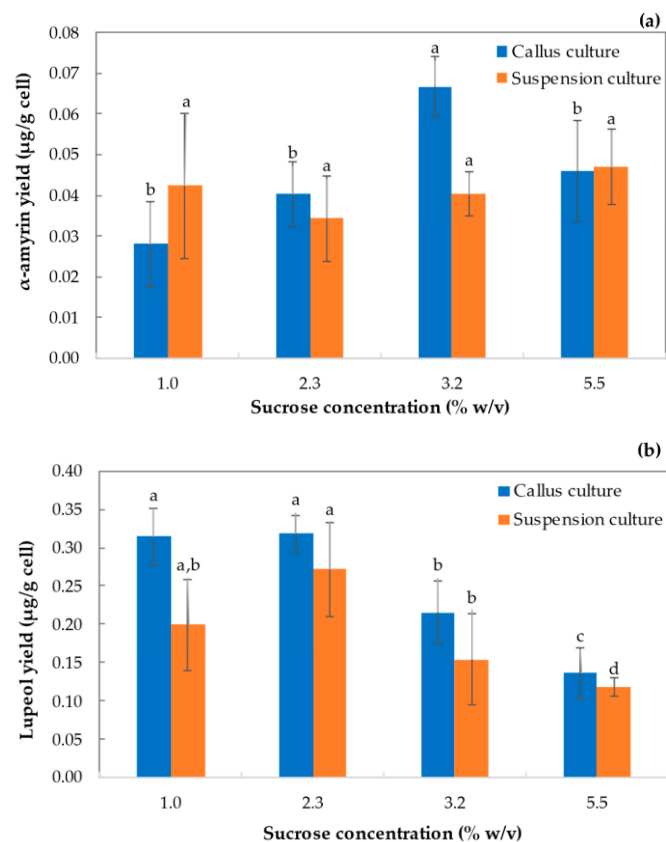 (a)
0.08
0.07
0.06
0.05
0.04
0.03
0.02
0.01
0.00
α-amyrin yield (µg/g cell)
Callus culture
Suspension culture
b
a
b
a
a
a
b
a
1.0
2.3
3.2
5.5
Sucrose concentration (% w/v)
(b)
0.40
0.35
0.30
0.25
0.20
0.15
0.10
0.05
0.00
Lupeol yield (µg/g cell)
Callus culture
Suspension culture
a
a,b
a
a
b
b
c
d
1.0
2.3
3.2
5.5
Sucrose concentration (% w/v)